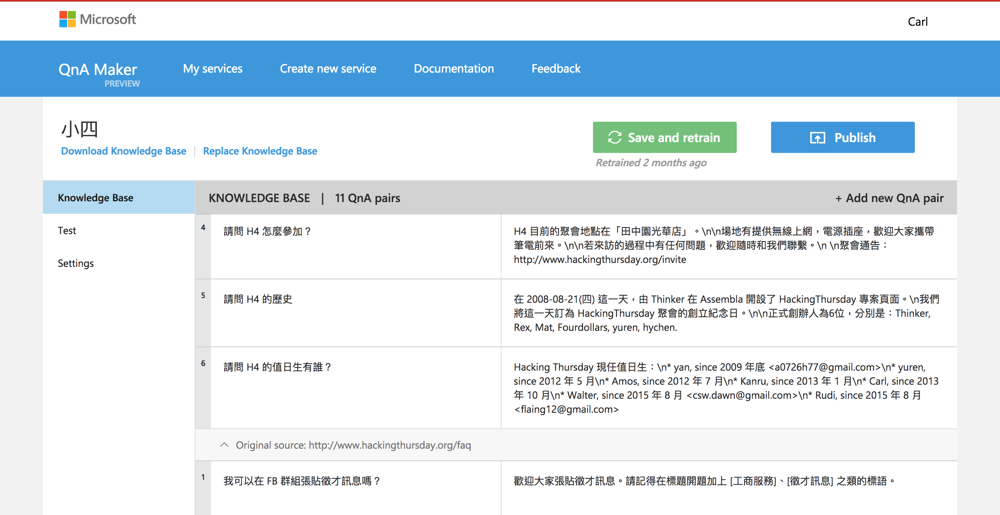 Microsoft
Carl
QnA Maker
PREVIEW
My services
Create new service
Documentation
Feedback
小四
Download Knowledge Base | Replace Knowledge Base
Save and retrain
Publish
Retrained 2 months ago
Knowledge Base
Test
Settings
KNOWLEDGE BASE | 11 QnA pairs
+ Add new QnA pair
4
請問 H4 怎麼參加？
H4 目前的聚會地點在「田中園光華店」。\n\n場地有提供無線上網，電源插座，歡迎大家攜帶
筆電前來。\n\n若來訪的過程中有任何問題，歡迎隨時和我們聯繫。\n \n聚會通告：
http://www.hackingthursday.org/invite
5
請問 H4 的歷史
在 2008-08-21(四) 這一天，由 Thinker 在 Assembla 開設了 HackingThursday 專案頁面。\n我們
將這一天訂為 HackingThursday 聚會的創立紀念日。\n\n正式創辦人為6位，分別是：Thinker,
Rex, Mat, Fourdollars, yuren, hychen.
6
請問 H4 的值日生有誰？
Hacking Thursday 現任值日生：\n* yan, since 2009 年底 <a0726h77@gmail.com>\n* yuren,
since 2012 年 5 月\n* Amos, since 2012 年 7 月\n* Kanru, since 2013 年 1 月\n* Carl, since 2013
年 10 月\n* Walter, since 2015 年 8 月 <csw.dawn@gmail.com>\n* Rudi, since 2015 年 8 月
<flaing12@gmail.com>
Original source: http://www.hackingthursday.org/faq
1
我可以在 FB 群組張貼徵才訊息嗎？
歡迎大家張貼徵才訊息。請記得在標題開題加上 [工商服務]、[徵才訊息] 之類的標語。